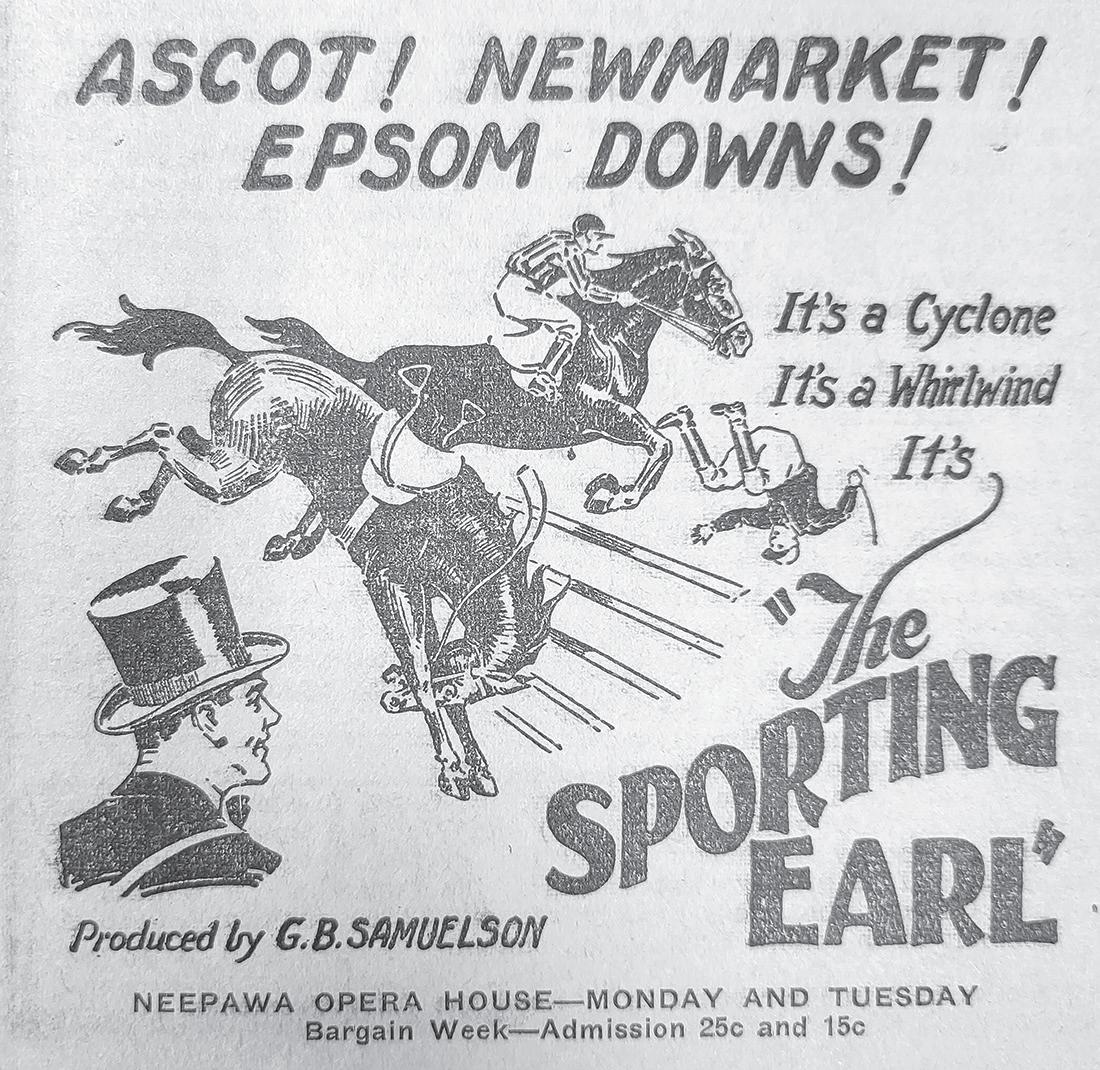 ASCOT! NEWMARKET!
EPSOM DOWNS!
It's a Cyclone
It's a Whirlwind
It's
"The
SPORTING
EARL"
Produced by G.B. SAMUELSON
NEEPAWA OPERA HOUSE—MONDAY AND TUESDAY
Bargain Week—Admission 25c and 15c